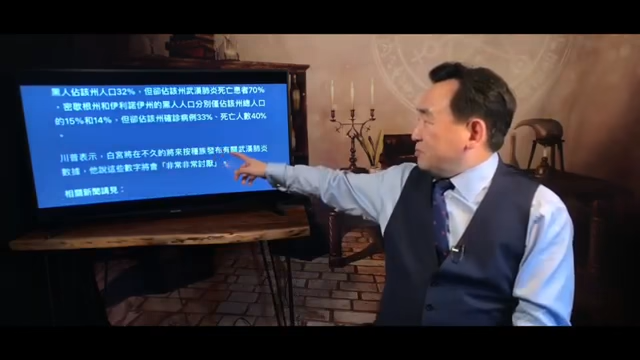 黑人佔該州人口32%，但卻佔該州武漢肺炎死亡患者70%
。密歇根州和伊利諾伊州的黑人人口分別僅佔該州總人口
的15%和14%，但卻佔該州確診病例33%、死亡人數40%
。
川普表示，白宮將在不久的將來按種族發布有關武漢肺炎
數據，他說這些數字將會「非常非常討厭」。
相關新聞請見：